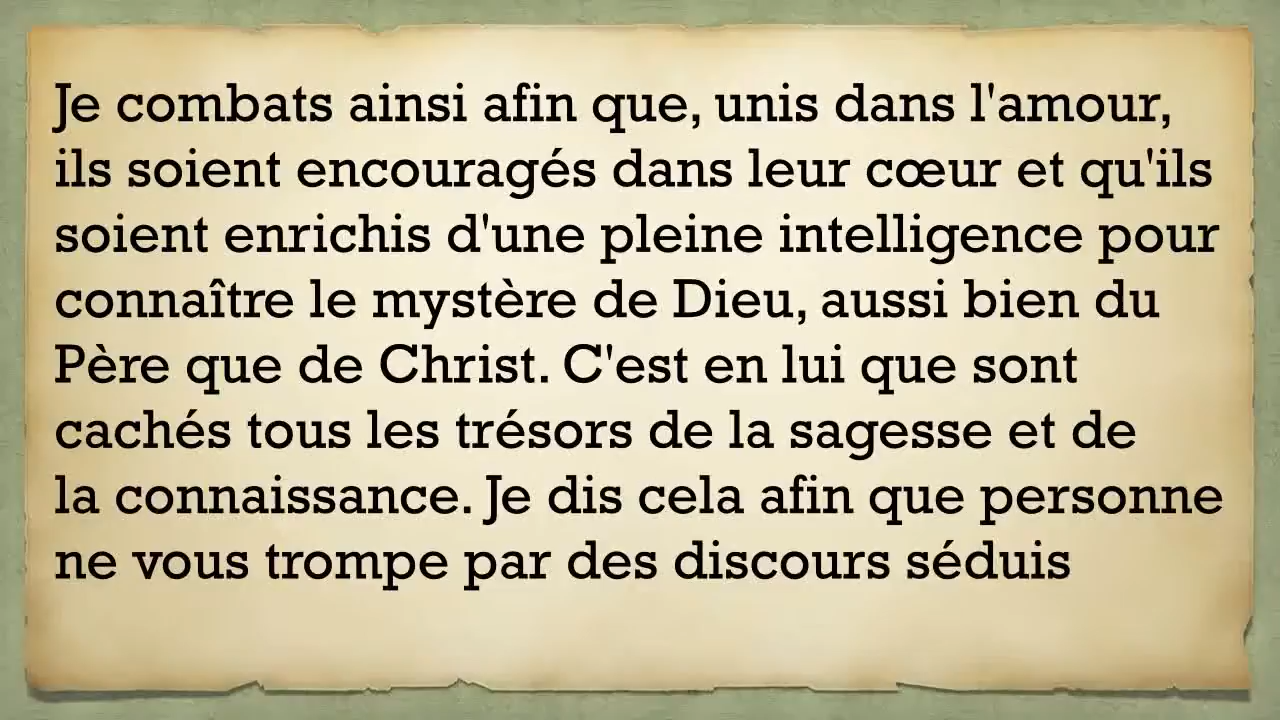 Je combats ainsi afin que, unis dans l'amour,
ils soient encouragés dans leur cœur et qu'ils
soient enrichis d'une pleine intelligence pour
connaître le mystère de Dieu, aussi bien du
Père que de Christ. C'est en lui que sont
cachés tous les trésors de la sagesse et de
la connaissance. Je dis cela afin que personne
ne vous trompe par des discours séduis